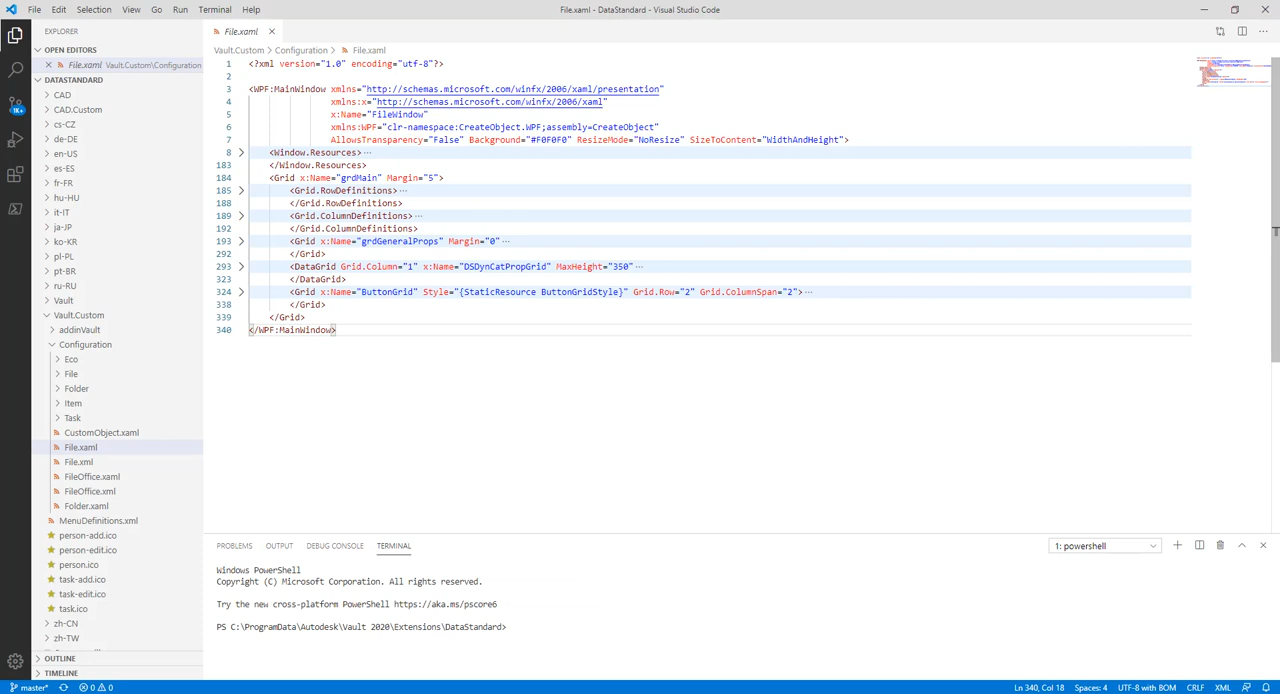 File Edit Selection View Go Run Terminal Help
File.xaml - DataStandard - Visual Studio Code
EXPLORER
OPEN EDITORS
File.xaml Vault.Custom\Configuration
DATASTANDARD
CAD
CAD.Custom
cs-CZ
de-DE
en-US
es-ES
fr-FR
hu-HU
it-IT
ja-JP
ko-KR
pl-PL
pt-BR
ru-RU
Vault
Vault.Custom
addinVault
Configuration
Eco
File
Folder
Item
Task
CustomObject.xaml
File.xaml
File.xml
FileOffice.xaml
FileOffice.xml
Folder.xaml
MenuDefinitions.xml
person-add.ico
person-edit.ico
person.ico
task-add.ico
task-edit.ico
task.ico
zh-CN
zh-TW
OUTLINE
TIMELINE
1K+
File.xaml
Vault.Custom > Configuration > File.xaml
1 <?xml version="1.0" encoding="utf-8"?>
2
3 <WPF:MainWindow xmlns="http://schemas.microsoft.com/winfx/2006/xaml/presentation"
4 xmlns:x="http://schemas.microsoft.com/winfx/2006/xaml"
5 x:Name="FileWindow"
6 xmlns:WPF="clr-namespace:CreateObject.WPF;assembly=CreateObject"
7 AllowsTransparency="False" Background="#F0F0F0" ResizeMode="NoResize" SizeToContent="WidthAndHeight">
8 <Window.Resources>···
183 </Window.Resources>
184 <Grid x:Name="grdMain" Margin="5">
185 <Grid.RowDefinitions>···
188 </Grid.RowDefinitions>
189 <Grid.ColumnDefinitions>···
192 </Grid.ColumnDefinitions>
193 <Grid x:Name="grdGeneralProps" Margin="0"···
292 </Grid>
293 <DataGrid Grid.Column="1" x:Name="DSDynCatPropGrid" MaxHeight="350"···
323 </DataGrid>
324 <Grid x:Name="ButtonGrid" Style="{StaticResource ButtonGridStyle}" Grid.Row="2" Grid.ColumnSpan="2">···
338 </Grid>
339 </Grid>
340 </WPF:MainWindow>
PROBLEMS OUTPUT DEBUG CONSOLE TERMINAL
1: powershell
Windows PowerShell
Copyright (C) Microsoft Corporation. All rights reserved.
Try the new cross-platform PowerShell https://aka.ms/pscore6
PS C:\ProgramData\Autodesk\Vault 2020\Extensions\DataStandard>
master* 0 0
Ln 340, Col 18 Spaces: 4 UTF-8 with BOM CRLF XML